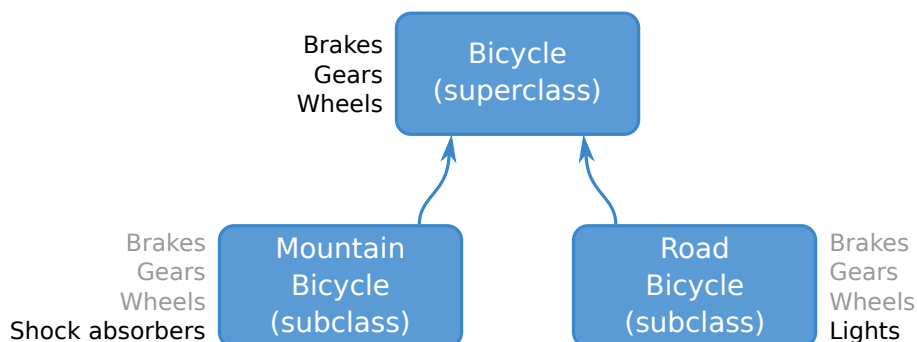 Brakes
Gears
Wheels
Bicycle
(superclass)
Brakes
Gears
Wheels
Shock absorbers
Mountain
Bicycle
(subclass)
Road
Bicycle
(subclass)
Brakes
Gears
Wheels
Lights